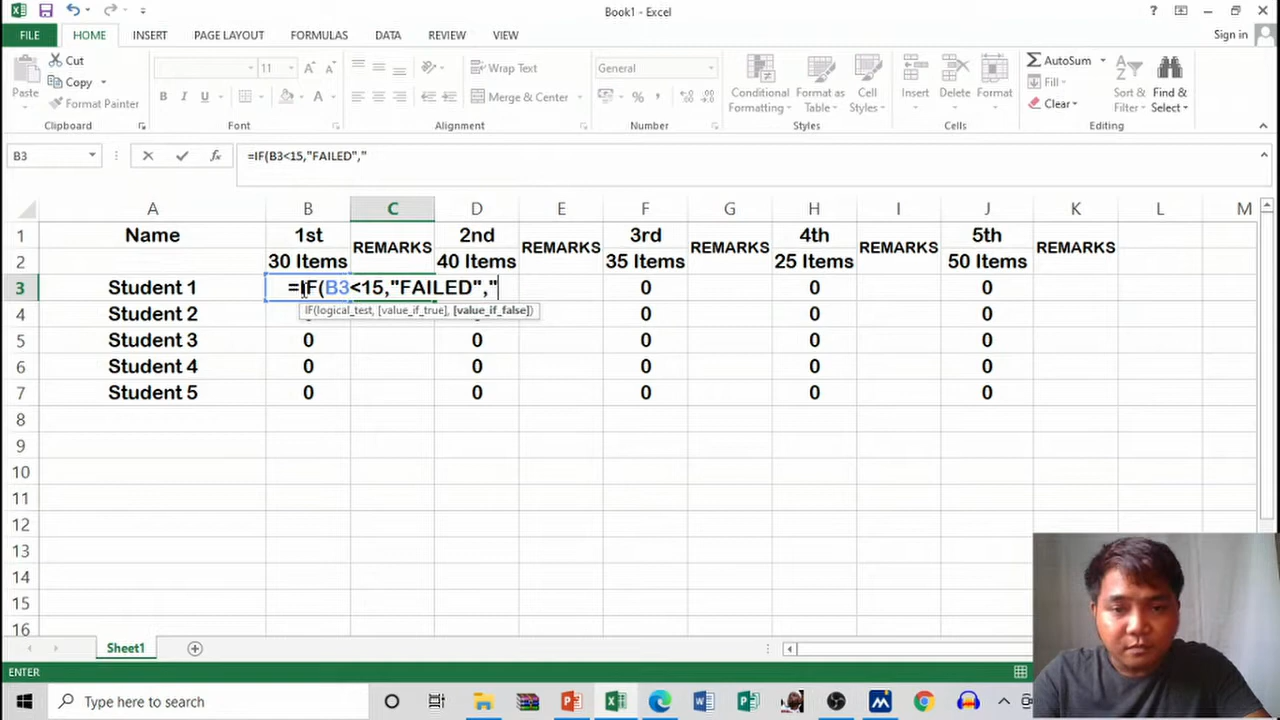 Book1 - Excel
?
FILE HOME INSERT PAGE LAYOUT FORMULAS DATA REVIEW VIEW Sign in
Paste Cut Copy Format Painter
Clipboard
11 A A
B I U A
Font
Wrap Text
Merge & Center
Alignment
General
%
Number
Conditional Formatting Format as Table Cell Styles
Styles
Insert Delete Format
Cells
AutoSum Fill Clear Sort & Filter Find & Select
Editing
B3 fx =IF(B3<15,"FAILED","
A B C D E F G H I J K L M
1 Name 1st REMARKS 2nd REMARKS 3rd REMARKS 4th REMARKS 5th REMARKS
2 30 Items 40 Items 35 Items 25 Items 50 Items
3 Student 1 =IF(B3<15,"FAILED"," 0 0 0
IF(logical_test, [value_if_true], [value_if_false])
4 Student 2 0 0 0
5 Student 3 0 0 0 0 0
6 Student 4 0 0 0 0 0
7 Student 5 0 0 0 0 0
8
9
10
11
12
13
14
15
16
Sheet1
ENTER
Type here to search